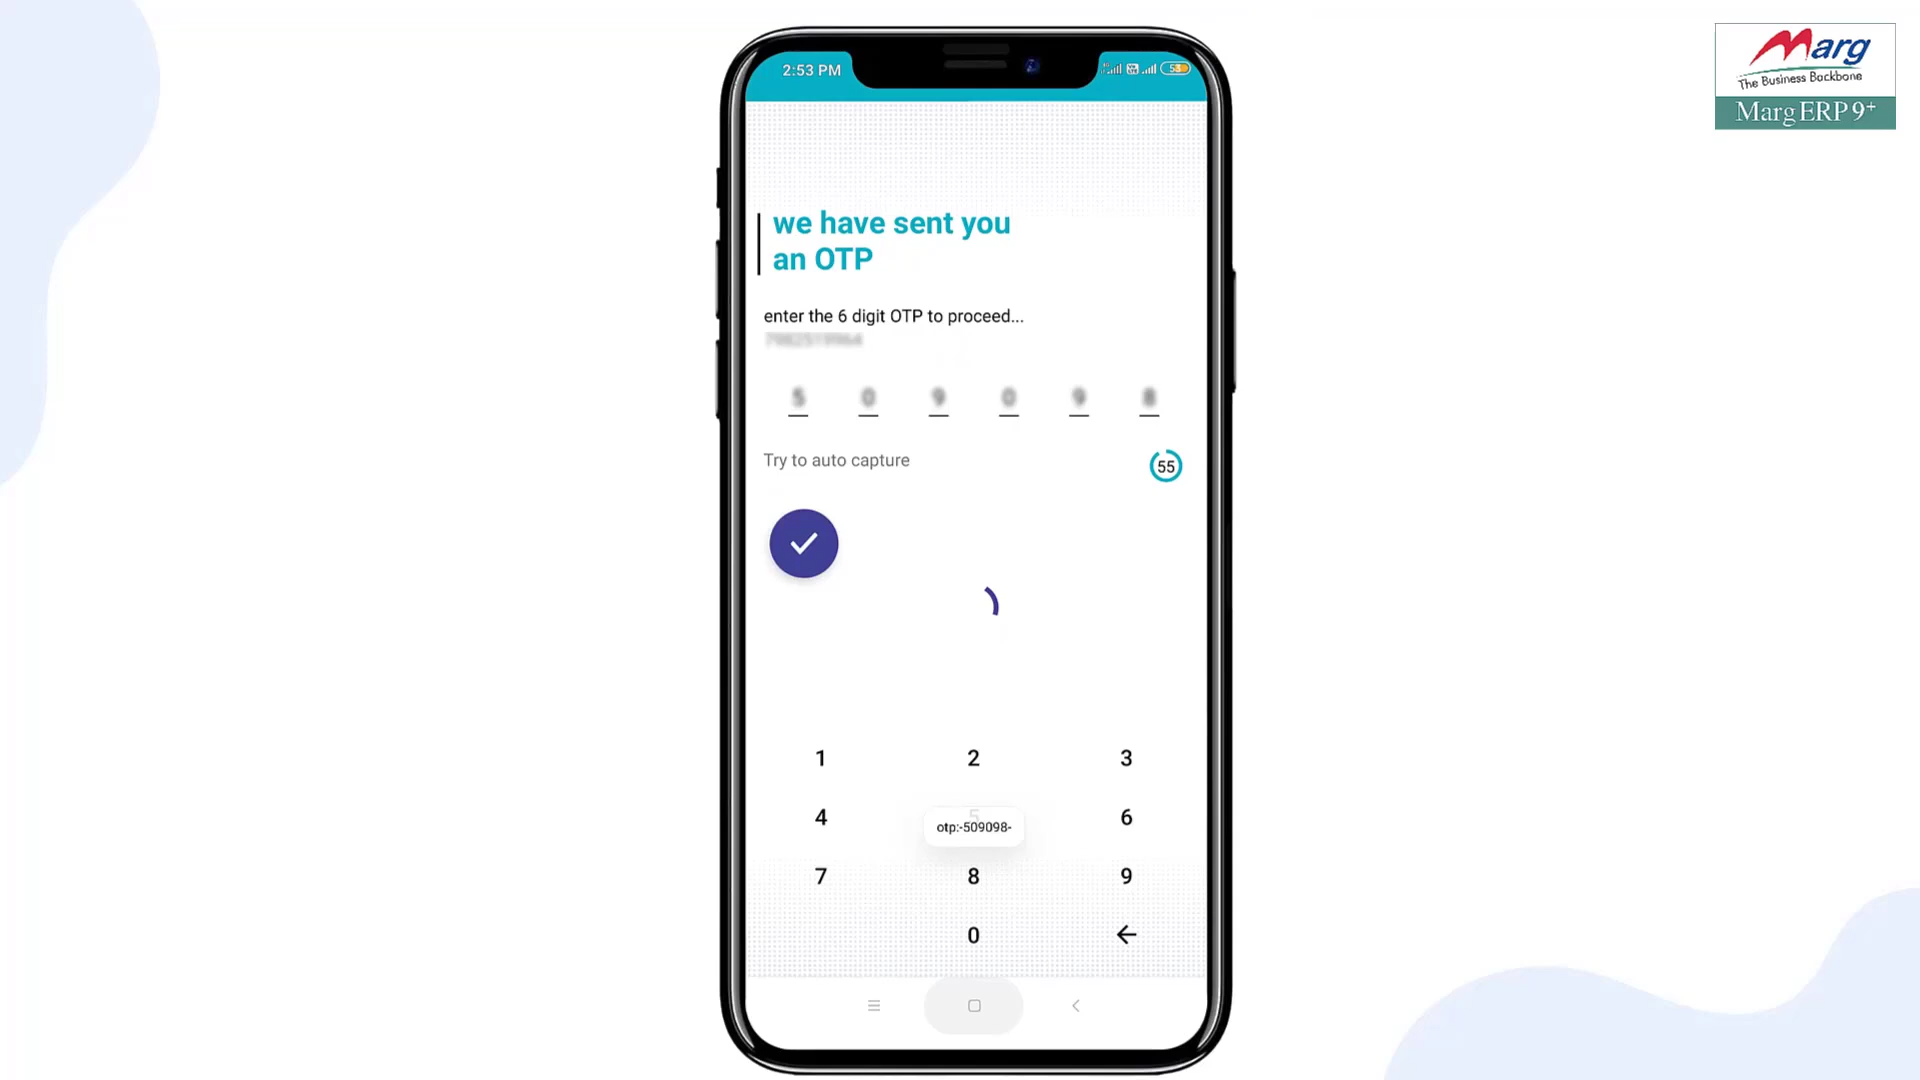 2:53 PM
53
Marg
The Business Backbone
Marg ERP 9+
we have sent you
an OTP
enter the 6 digit OTP to proceed...
5 0 9 0 9 8
Try to auto capture
55
1 2 3
4 5 6
otp:-509098-
7 8 9
0